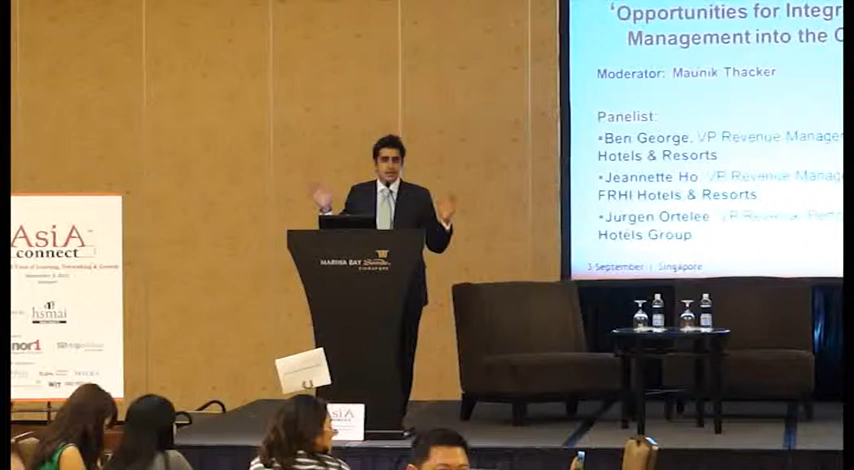 'Opportunities for Integr
Management into the C
Moderator: Maunik Thacker
Panelist:
•Ben George, VP Revenue Manage
Hotels & Resorts
•Jeannette Ho, VP Revenue Manag
FRHI Hotels & Resorts
•Jurgen Ortelee, VP Revenue
Hotels Group
3 September | Singapore
MARINA BAY Sands
SINGAPORE
ASiA
connect
hsmai
nor1
WIT
ASiA